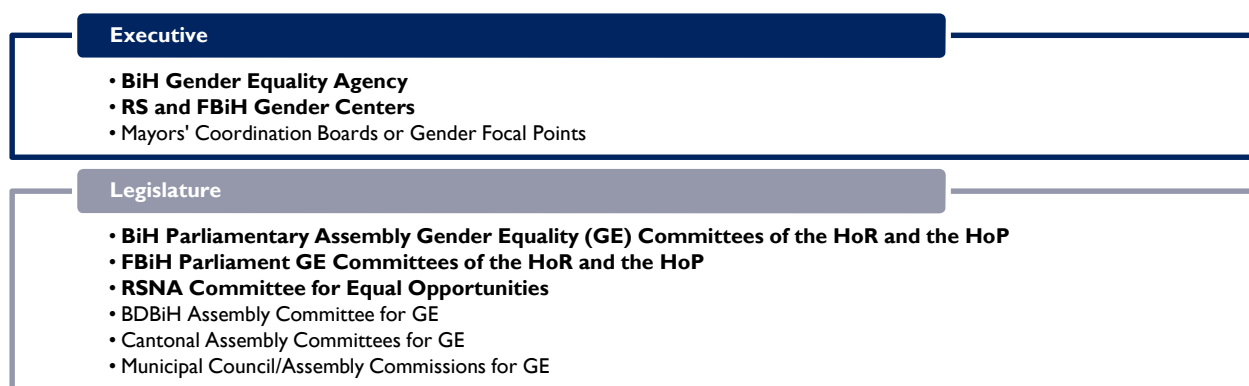 Executive
• BiH Gender Equality Agency
• RS and FBiH Gender Centers
• Mayors' Coordination Boards or Gender Focal Points
Legislature
• BiH Parliamentary Assembly Gender Equality (GE) Committees of the HoR and the HoP
• FBiH Parliament GE Committees of the HoR and the HoP
• RSNA Committee for Equal Opportunities
• BDBiH Assembly Committee for GE
• Cantonal Assembly Committees for GE
• Municipal Council/Assembly Commissions for GE